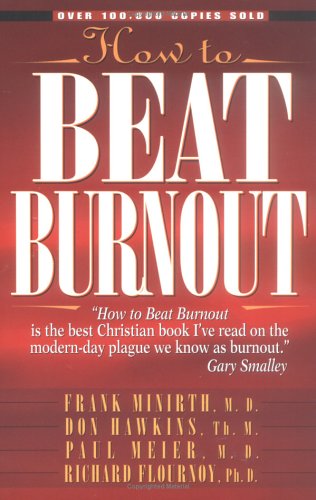 OVER 100,000 COPIES SOLD
How to
BEAT
BURNOUT
"How to Beat Burnout
is the best Christian book I've read on the
modern-day plague we know as burnout."
Gary Smalley
FRANK MINIRTH, M. D.
DON HAWKINS, Th. M.
PAUL MEIER, M. D.
RICHARD FLOURNOY, Ph.D.